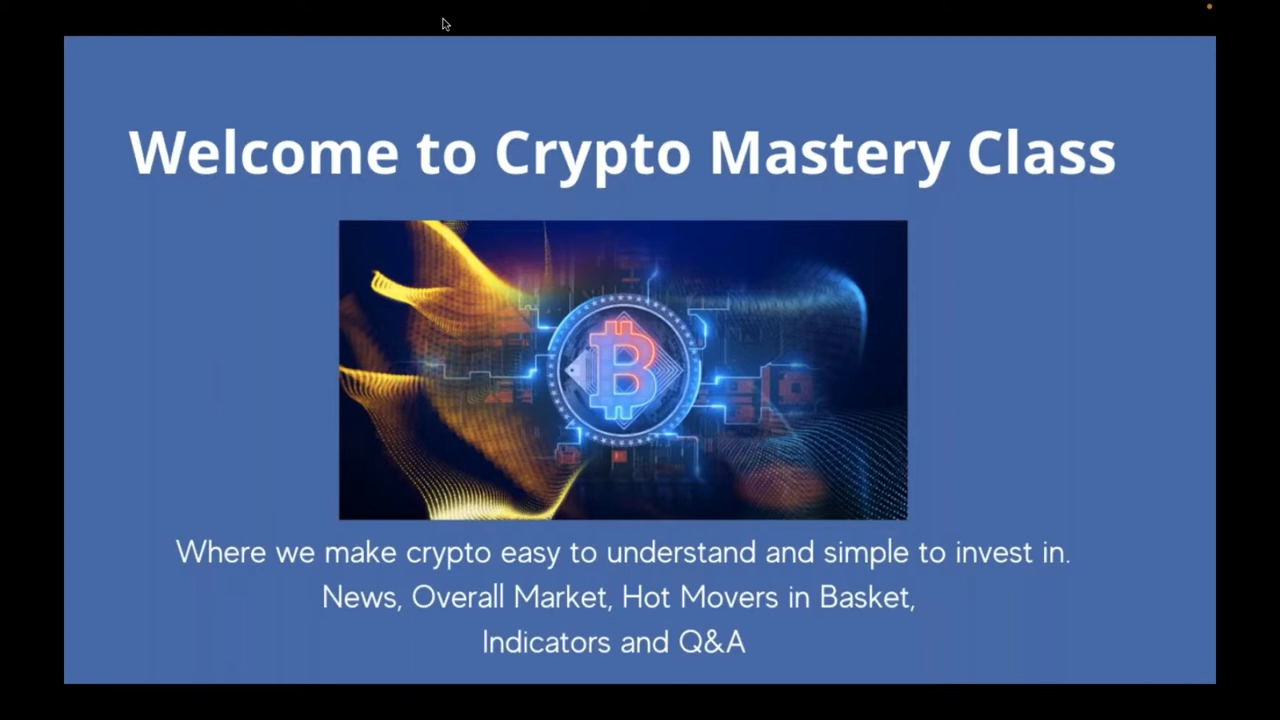 Welcome to Crypto Mastery Class
Where we make crypto easy to understand and simple to invest in.
News, Overall Market, Hot Movers in Basket,
Indicators and Q&A